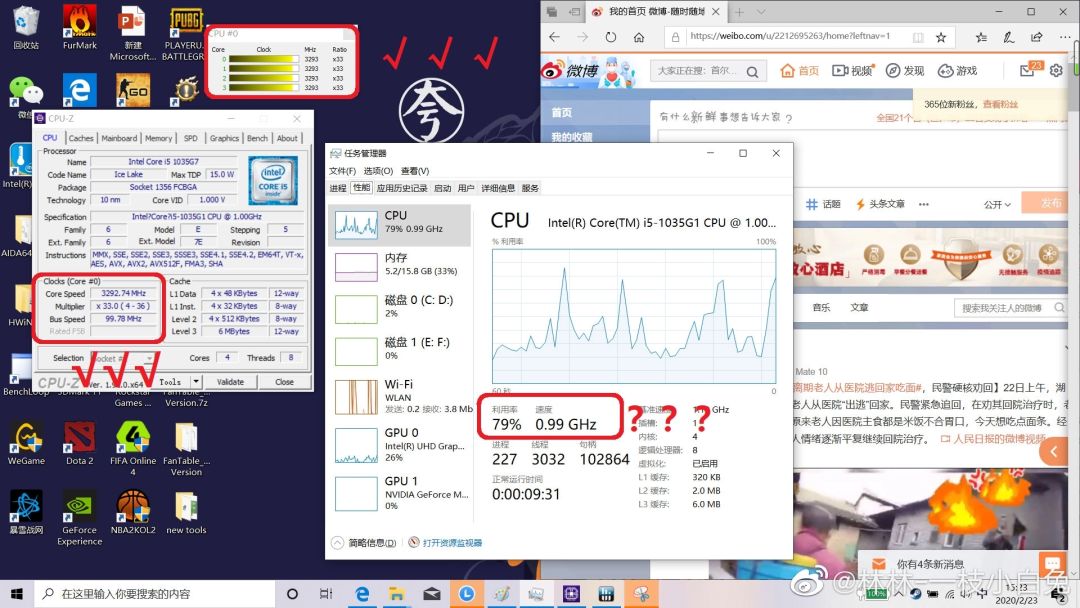 回收站
FurMark
新建
Microsoft...
PLAYERU...
BATTLEGR...
CPU #0
Core Clock MHz Ratio
0 3293 x33
1 3293 x33
2 3293 x33
3 3293 x33
夸
CPU-Z
CPU Caches Mainboard Memory SPD Graphics Bench About
Processor
Name Intel Core i5 1035G7
Code Name Ice Lake Max TDP 15.0 W
Package Socket 1356 FCBGA
Technology 10 nm Core VID 1.000 V
intel
CORE i5
inside
Specification Intel?Core?i5-1035G1 CPU @ 1.00GHz
Family 6 Model E Stepping 5
Ext. Family 6 Ext. Model 7E Revision
Instructions MMX, SSE, SSE2, SSE3, SSSE3, SSE4.1, SSE4.2, EM64T, VT-x,
AES, AVX, AVX2, AVX512F, FMA3, SHA
Clocks (Core #0)
Core Speed 3292.74 MHz
Multiplier x 33.0 ( 4 - 36 )
Bus Speed 99.78 MHz
Rated FSB
Cache
L1 Data 4 x 48 KBytes 12-way
L1 Inst. 4 x 32 KBytes 8-way
Level 2 4 x 512 KBytes 8-way
Level 3 6 MBytes 12-way
Selection Socket # Cores 4 Threads 8
CPU-Z Tools Validate Close
Intel(R)
AIDA64
HWiN
BenchLoop
Rockstar
Games ...
FanTable_...
Version.7z
WeGame
Dota 2
FIFA Online
4
FanTable_...
Version
暴雪战网
GeForce
Experience
NBA2KOL2
new tools
任务管理器
文件(F) 选项(O) 查看(V)
进程 性能 应用历史记录 启动 用户 详细信息 服务
CPU
79% 0.99 GHz
内存
5.2/15.8 GB (33%)
磁盘 0 (C: D:)
2%
磁盘 1 (E: F:)
0%
Wi-Fi
WLAN
发送: 0.2 接收: 3.8 Mb
GPU 0
Intel(R) UHD Grap...
26%
GPU 1
NVIDIA GeForce M...
0%
CPU Intel(R) Core(TM) i5-1035G1 CPU @ 1.00...
% 利用率 100%
60 秒 0
利用率 速度
79% 0.99 GHz
? ? ?
进程 线程 句柄
227 3032 102864
正常运行时间
0:00:09:31
GHz
插槽: 1
内核: 4
逻辑处理器: 8
虚拟化: 已启用
L1 缓存: 320 KB
L2 缓存: 2.0 MB
L3 缓存: 6.0 MB
简略信息(D) 打开资源监视器
我的首页 微博-随时随地
https://weibo.com/u/2212695263/home?leftnav=1
微博
大家正在搜：首尔...
首页
视频
发现
游戏
23
365位新粉丝，查看粉丝
首页
我的收藏
有什么新鲜事想告诉大家？
话题 头条文章 ...
公开
发布
心酒店
音乐 文章
搜索我关注人的微博
Mate 10
离期老人从医院逃回家吃面#，民警硬核劝回】22日上午，湖
老人从医院“出逃”回家。民警紧急追回，在劝其回院治疗时，老
原来老人因医院主食都是米饭不合胃口，今天想吃点面条。经
人情绪逐渐平复继续回院治疗。 人民日报的微博视频
你有4条新消息
在这里输入你要搜索的内容
100%
中
15:23
2020/2/23
2
@林林-一枝小白兔